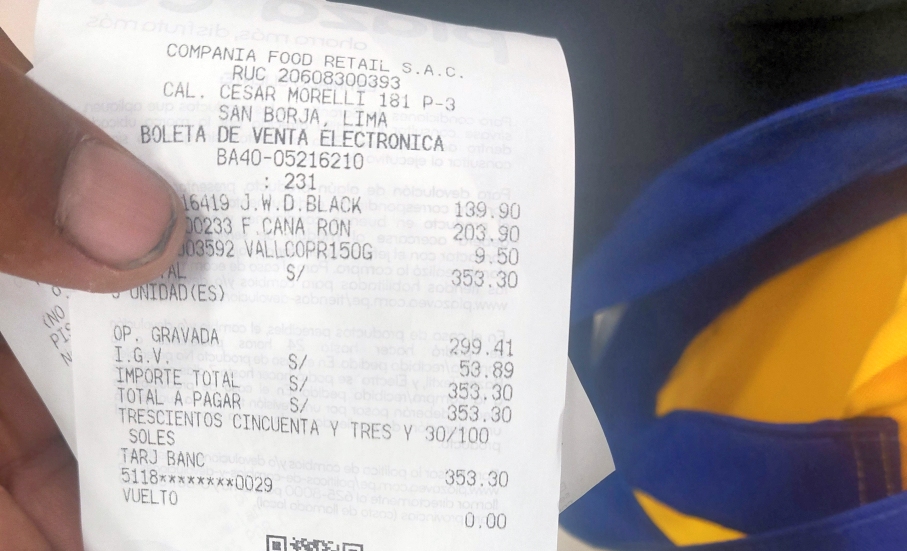 COMPANIA FOOD RETAIL S.A.C.
RUC 20608300393
CAL. CESAR MORELLI 181 P-3
SAN BORJA, LIMA
BOLETA DE VENTA ELECTRONICA
BA40-05216210
: 231
16419 J.W.D.BLACK 139.90
00233 F.CANA RON 203.90
003592 VALLCOPR150G 9.50
TAL S/ 353.30
UNIDAD(ES)
OP. GRAVADA 299.41
I.G.V. S/ 53.89
IMPORTE TOTAL S/ 353.30
TOTAL A PAGAR S/ 353.30
TRESCIENTOS CINCUENTA Y TRES Y 30/100
SOLES
TARJ BANC 353.30
5118********0029
VUELTO 0.00